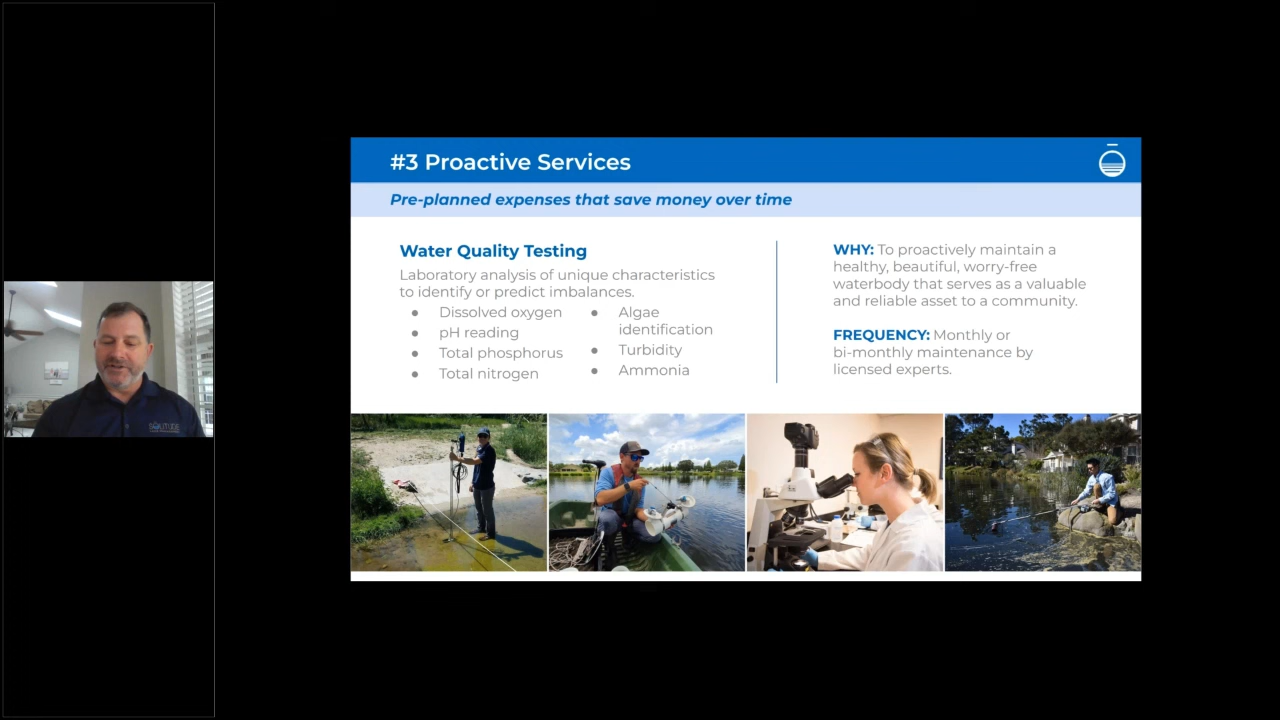 #3 Proactive Services
Pre-planned expenses that save money over time
Water Quality Testing
Laboratory analysis of unique characteristics
to identify or predict imbalances.
● Dissolved oxygen
● pH reading
● Total phosphorus
● Total nitrogen
● Algae
identification
● Turbidity
● Ammonia
WHY: To proactively maintain a
healthy, beautiful, worry-free
waterbody that serves as a valuable
and reliable asset to a community.
FREQUENCY: Monthly or
bi-monthly maintenance by
licensed experts.
SOLITUDE